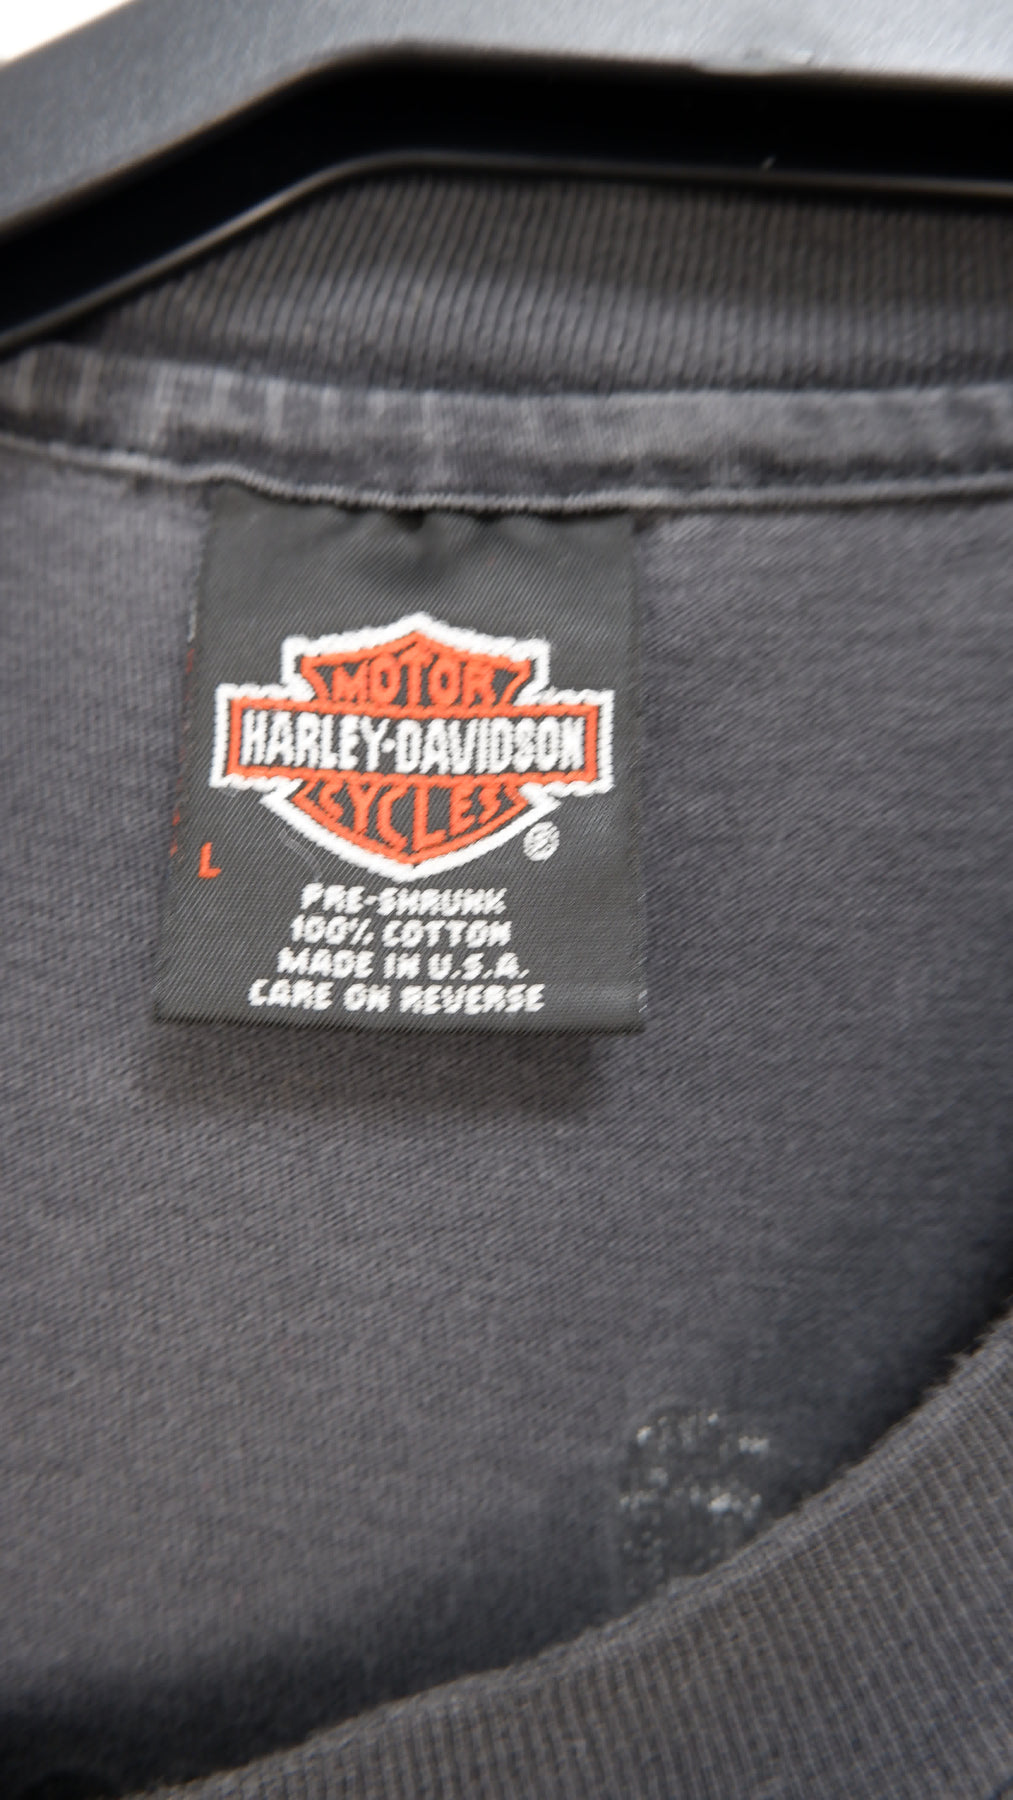 MOTOR
HARLEY-DAVIDSON
CYCLES
®
L
PRE-SHRUNK
100% COTTON
MADE IN U.S.A.
CARE ON REVERSE